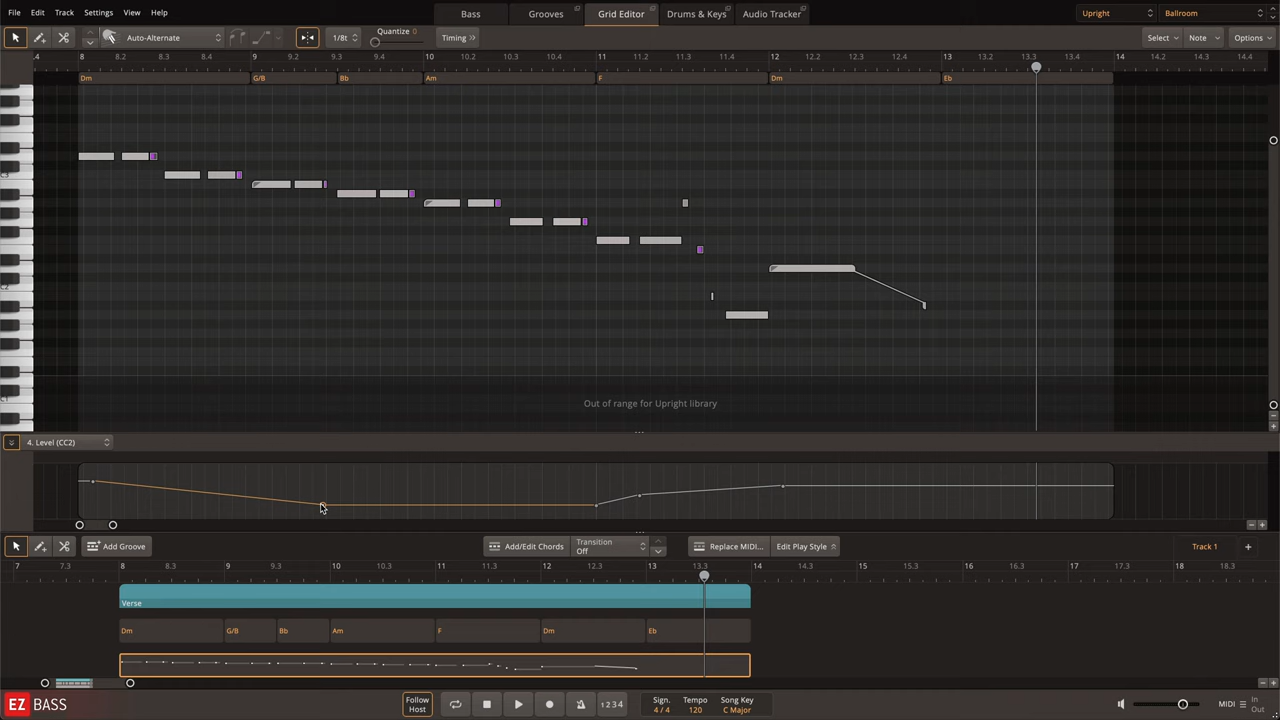 File Edit Track Settings View Help
Bass Grooves Grid Editor Drums & Keys Audio Tracker
Upright Ballroom
Auto-Alternate 1/8t Quantize 0 Timing
Select Note Options
.4 8 8.2 8.3 8.4 9 9.2 9.3 9.4 10 10.2 10.3 10.4 11 11.2 11.3 11.4 12 12.2 12.3 12.4 13 13.2 13.3 13.4 14 14.2 14.3 14.4
Dm G/B Bb Am F Dm Eb
C3
C2
C1
Out of range for Upright library
4. Level (CC2)
Add Groove Add/Edit Chords Transition Off Replace MIDI... Edit Play Style Track 1 +
7 7.3 8 8.3 9 9.3 10 10.3 11 11.3 12 12.3 13 13.3 14 14.3 15 15.3 16 16.3 17 17.3 18 18.3
Verse
Dm G/B Bb Am F Dm Eb
EZ BASS
Follow Host
1 2 3 4
Sign. Tempo Song Key
4 / 4 120 C Major
MIDI In Out